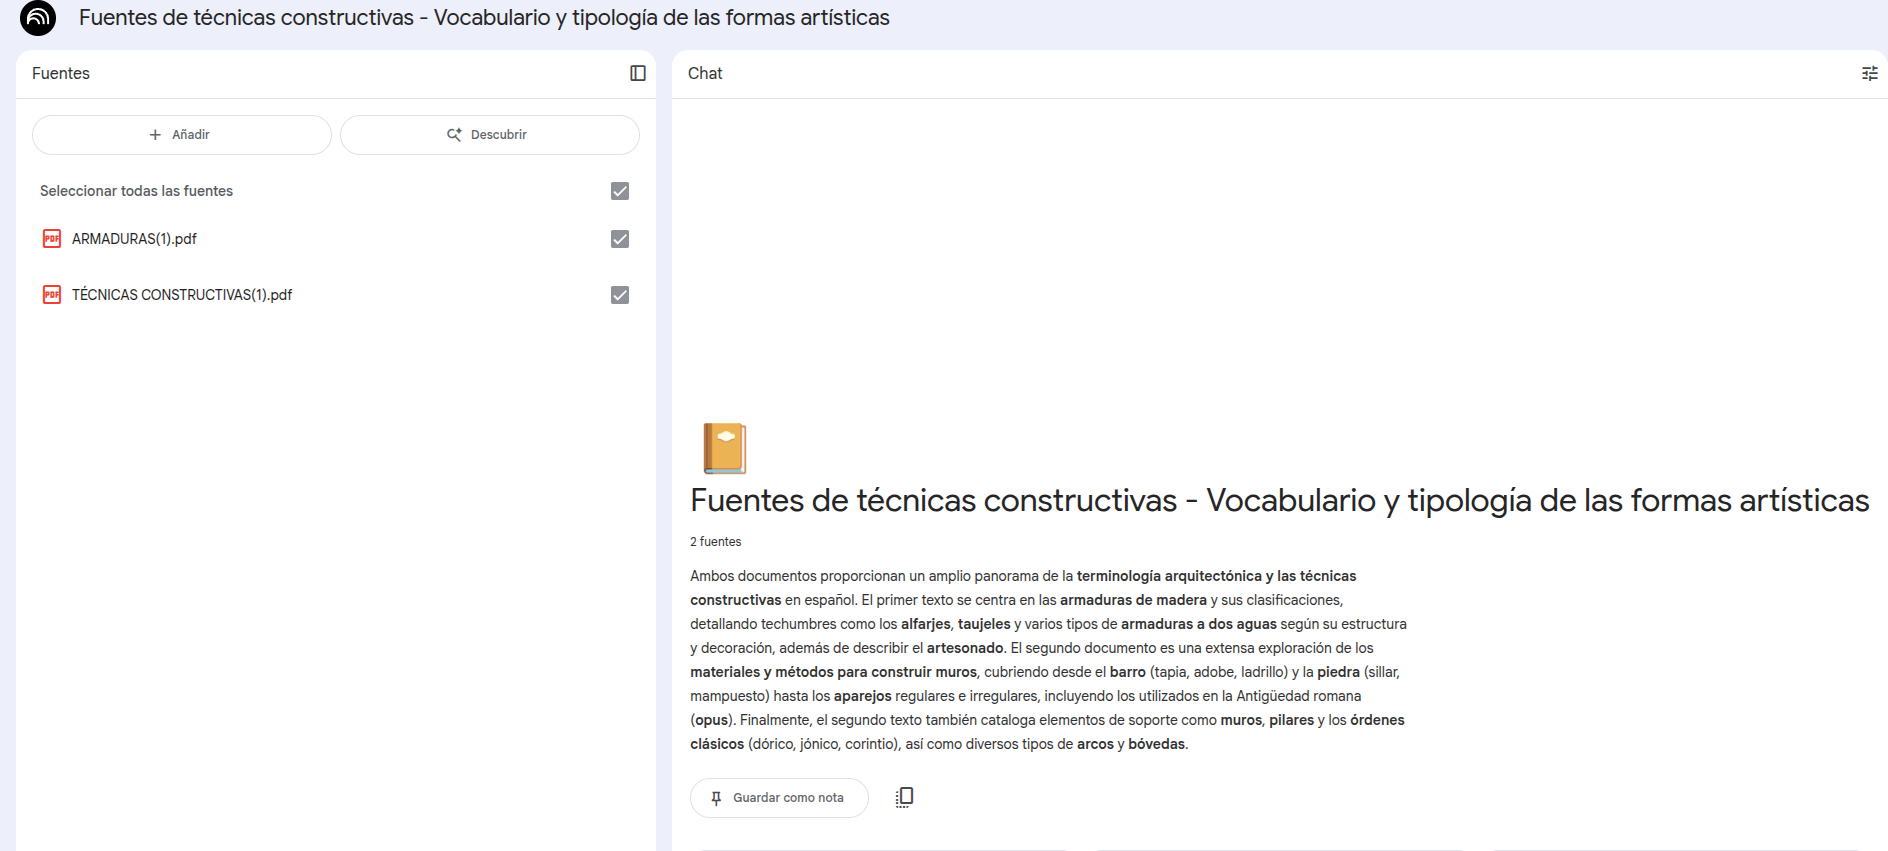 Fuentes de técnicas constructivas - Vocabulario y tipología de las formas artísticas
Fuentes
Añadir
Descubrir
Seleccionar todas las fuentes
PDF ARMADURAS(1).pdf
PDF TÉCNICAS CONSTRUCTIVAS(1).pdf
Chat
Fuentes de técnicas constructivas - Vocabulario y tipología de las formas artísticas
2 fuentes
Ambos documentos proporcionan un amplio panorama de la terminología arquitectónica y las técnicas
constructivas en español. El primer texto se centra en las armaduras de madera y sus clasificaciones,
detallando techumbres como los alfarjes, taujeles y varios tipos de armaduras a dos aguas según su estructura
y decoración, además de describir el artesonado. El segundo documento es una extensa exploración de los
materiales y métodos para construir muros, cubriendo desde el barro (tapia, adobe, ladrillo) y la piedra (sillar,
mampuesto) hasta los aparejos regulares e irregulares, incluyendo los utilizados en la Antigüedad romana
(opus). Finalmente, el segundo texto también cataloga elementos de soporte como muros, pilares y los órdenes
clásicos (dórico, jónico, corintio), así como diversos tipos de arcos y bóvedas.
Guardar como nota